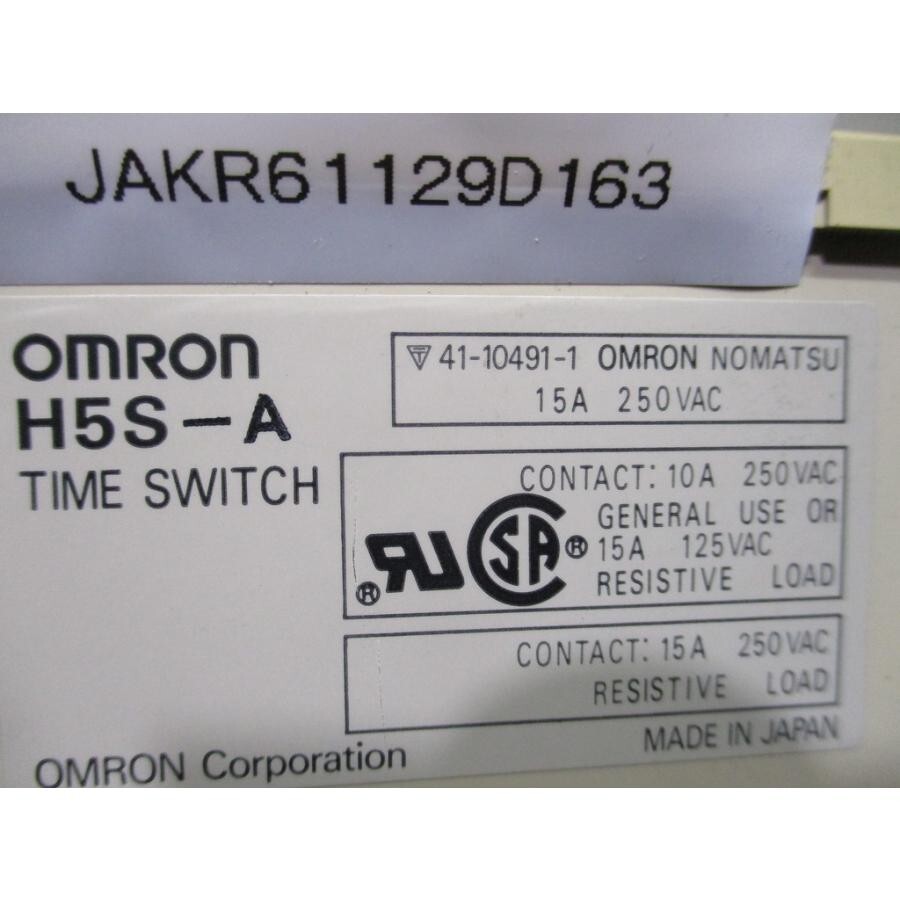 JAKR61129D163
OMRON
H5S-A
TIME SWITCH
41-10491-1 OMRON NOMATSU
15A 250VAC
CONTACT: 10A 250VAC
GENERAL USE OR
15A 125VAC
RESISTIVE LOAD
CONTACT: 15A 250VAC
RESISTIVE LOAD
MADE IN JAPAN
OMRON Corporation